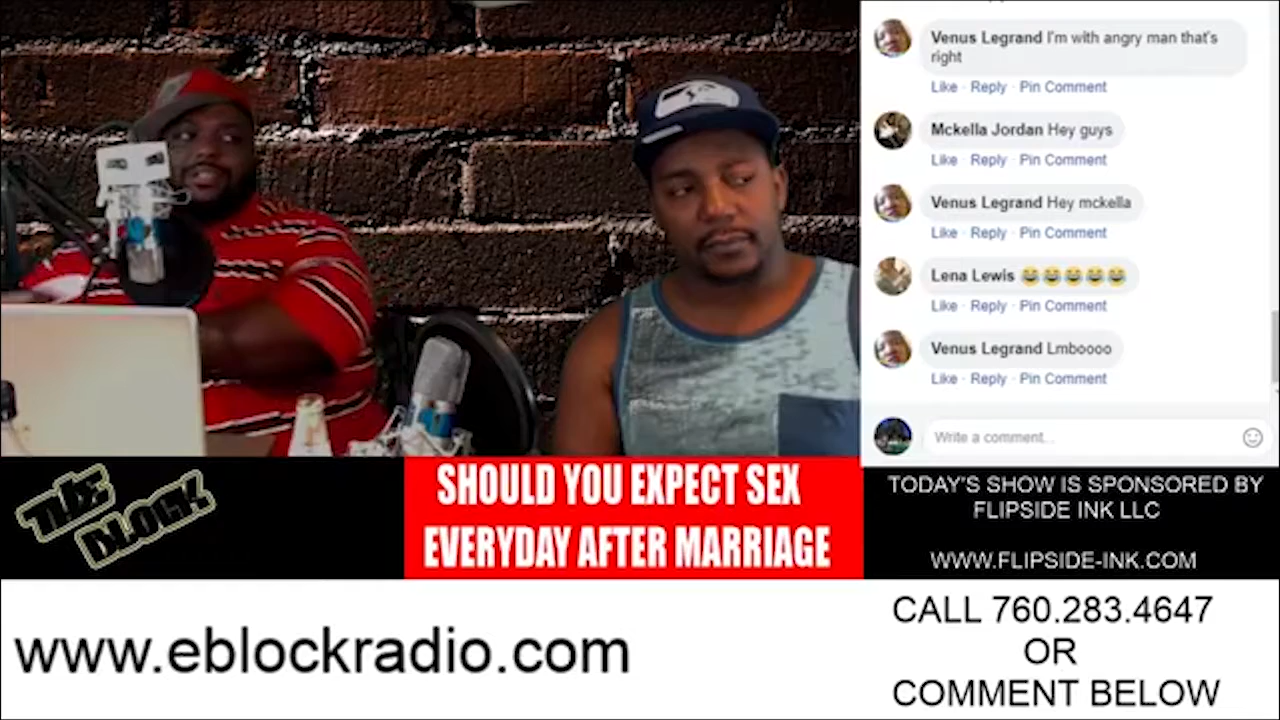 Venus Legrand I'm with angry man that's
right
Like · Reply · Pin Comment
Mckella Jordan Hey guys
Like · Reply · Pin Comment
Venus Legrand Hey mckella
Like · Reply · Pin Comment
Lena Lewis 😂😂😂😂😂
Like · Reply · Pin Comment
Venus Legrand Lmboooo
Like · Reply · Pin Comment
Write a comment...
THE
BLOCK
SHOULD YOU EXPECT SEX
EVERYDAY AFTER MARRIAGE
TODAY'S SHOW IS SPONSORED BY
FLIPSIDE INK LLC
WWW.FLIPSIDE-INK.COM
www.eblockradio.com
CALL 760.283.4647
OR
COMMENT BELOW